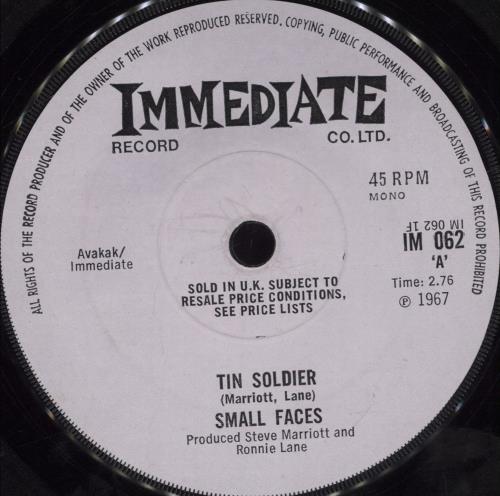 ALL RIGHTS OF THE RECORD PRODUCER AND OF THE OWNER OF THE WORK REPRODUCED RESERVED. COPYING, PUBLIC PERFORMANCE AND BROADCASTING OF THIS RECORD PROHIBITED
IMMEDIATE
RECORD CO. LTD.
45 RPM
MONO
IM 062 1F
IM 062
'A'
Avakak/
Immediate
Time: 2.76
℗ 1967
SOLD IN U.K. SUBJECT TO
RESALE PRICE CONDITIONS,
SEE PRICE LISTS
TIN SOLDIER
(Marriott, Lane)
SMALL FACES
Produced Steve Marriott and
Ronnie Lane